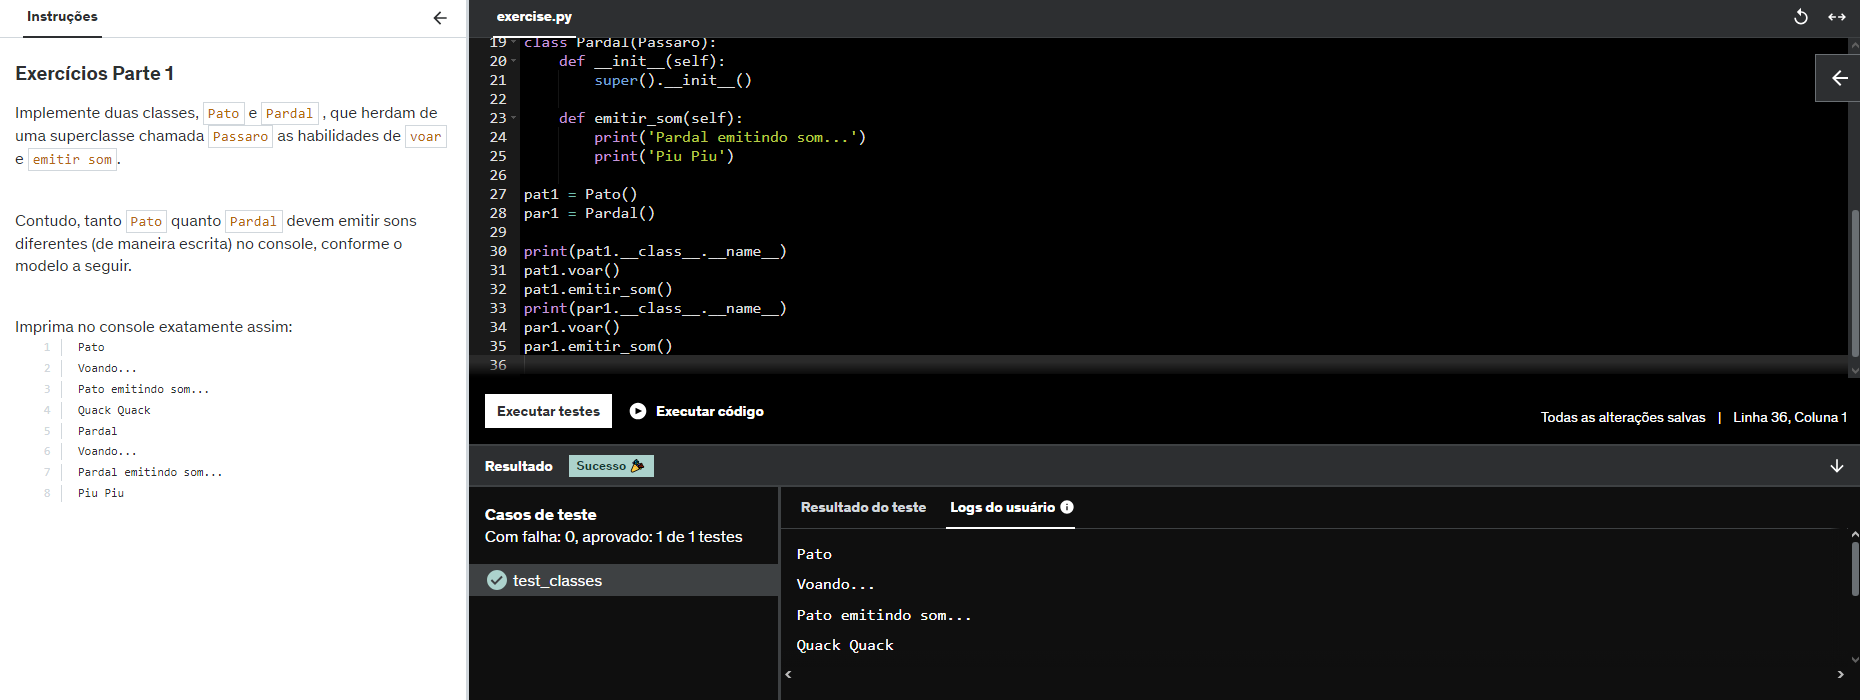 Instruções
Exercícios Parte 1
Implemente duas classes, Pato e Pardal , que herdam de
uma superclasse chamada Passaro as habilidades de voar
e emitir som.
Contudo, tanto Pato quanto Pardal devem emitir sons
diferentes (de maneira escrita) no console, conforme o
modelo a seguir.
Imprima no console exatamente assim:
1 Pato
2 Voando...
3 Pato emitindo som...
4 Quack Quack
5 Pardal
6 Voando...
7 Pardal emitindo som...
8 Piu Piu
exercise.py
19 class Pardal(Passaro):
20 def __init__(self):
21 super().__init__()
22
23 def emitir_som(self):
24 print('Pardal emitindo som...')
25 print('Piu Piu')
26
27 pat1 = Pato()
28 par1 = Pardal()
29
30 print(pat1.__class__.__name__)
31 pat1.voar()
32 pat1.emitir_som()
33 print(par1.__class__.__name__)
34 par1.voar()
35 par1.emitir_som()
36
Executar testes Executar código
Todas as alterações salvas | Linha 36, Coluna 1
Resultado Sucesso
Casos de teste
Com falha: 0, aprovado: 1 de 1 testes
test_classes
Resultado do teste Logs do usuário
Pato
Voando...
Pato emitindo som...
Quack Quack